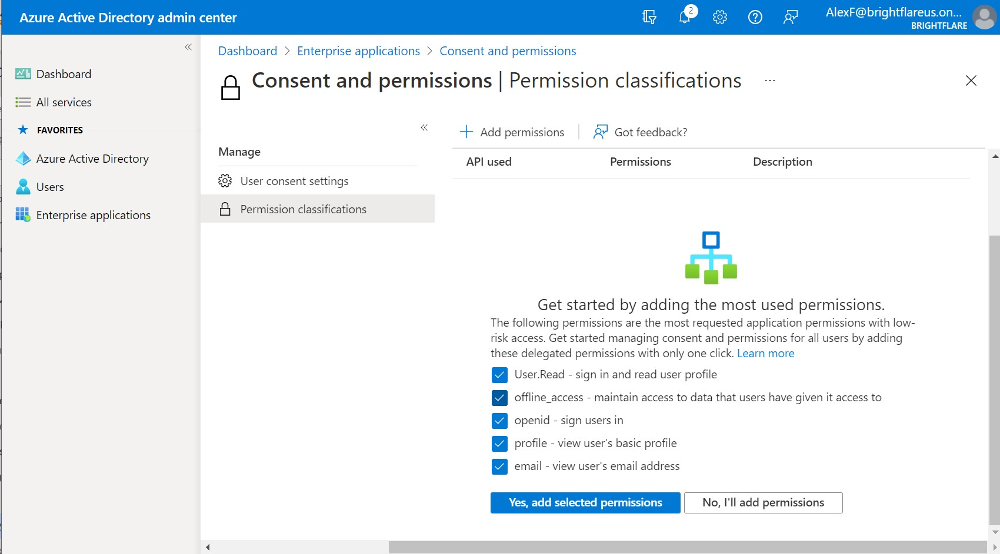 Azure Active Directory admin center
2
AlexF@brightflareus.on...
BRIGHTFLARE
Dashboard
All services
FAVORITES
Azure Active Directory
Users
Enterprise applications
Dashboard > Enterprise applications > Consent and permissions
Consent and permissions | Permission classifications ...
Manage
User consent settings
Permission classifications
Add permissions
Got feedback?
API used Permissions Description
Get started by adding the most used permissions.
The following permissions are the most requested application permissions with low-
risk access. Get started managing consent and permissions for all users by adding
these delegated permissions with only one click. Learn more
User.Read - sign in and read user profile
offline_access - maintain access to data that users have given it access to
openid - sign users in
profile - view user's basic profile
email - view user's email address
Yes, add selected permissions
No, I'll add permissions